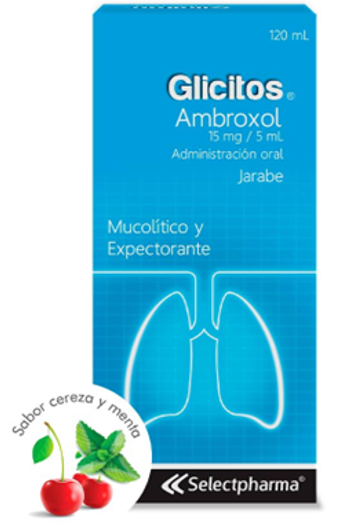 120 mL
Glicitos®
Ambroxol
15 mg / 5 mL
Administración oral
Jarabe
Mucolítico y
Expectorante
Sabor cereza y menta
Selectpharma®